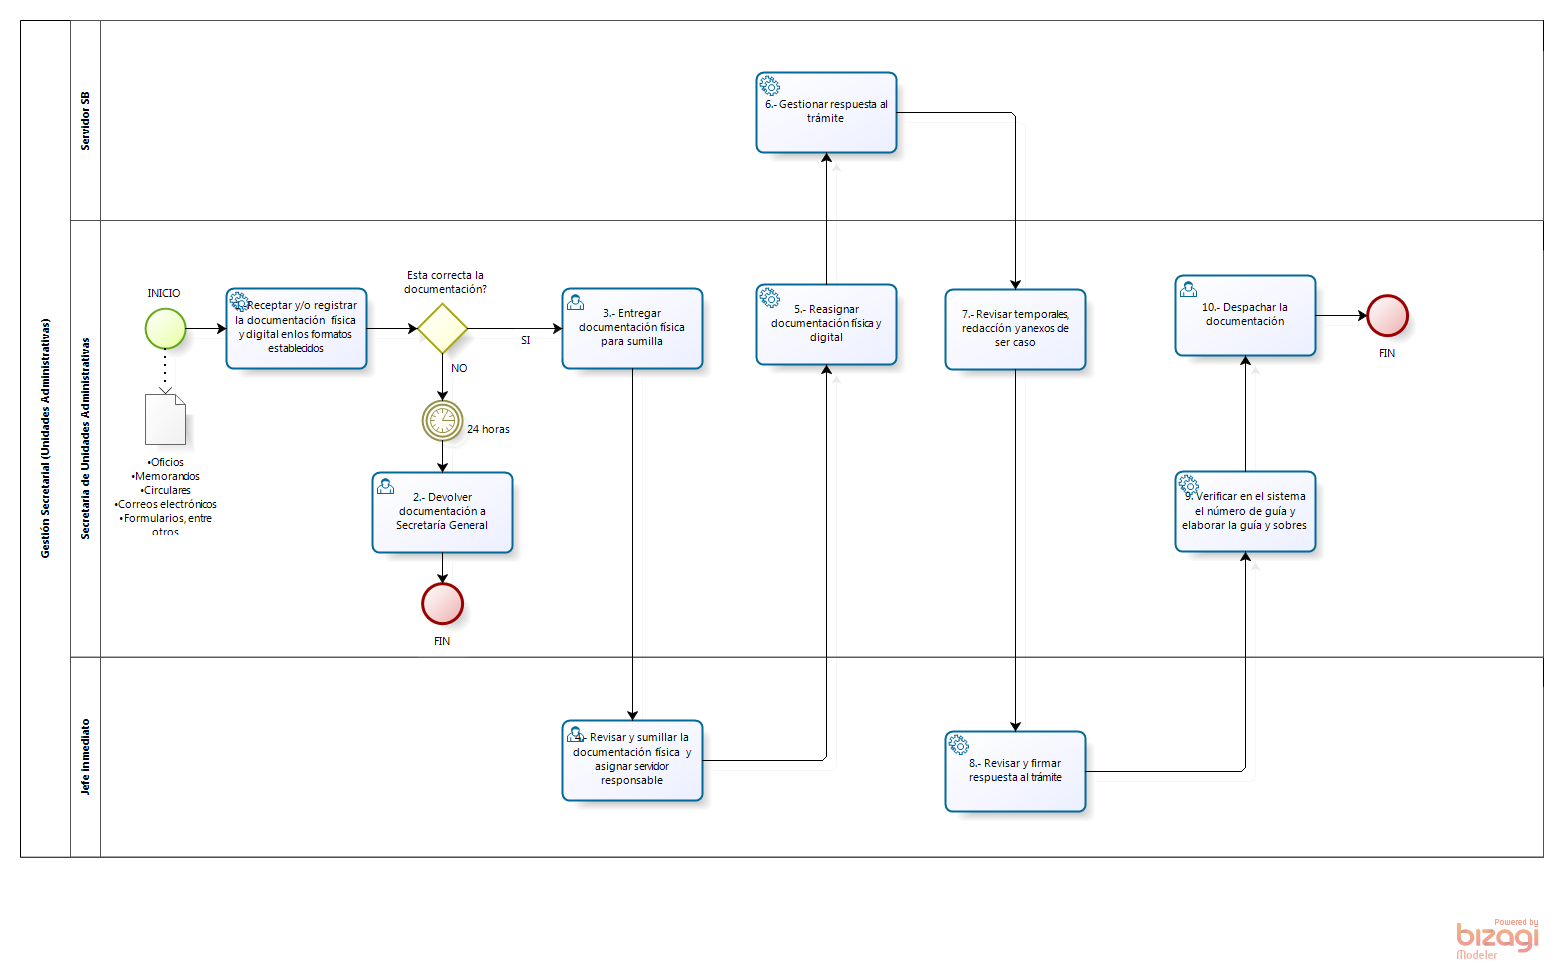 Gestión Secretarial (Unidades Administrativas)
Servidor SB
6.- Gestionar respuesta al
trámite
Secretaria de Unidades Administrativas
INICIO
•Oficios
•Memorandos
•Circulares
•Correos electrónicos
•Formularios, entre
otros
Receptar y/o registrar
la documentación física
y digital en los formatos
establecidos
Esta correcta la
documentación?
SI
NO
24 horas
2.- Devolver
documentación a
Secretaría General
FIN
3.- Entregar
documentación física
para sumilla
5.- Reasignar
documentación física y
digital
7.- Revisar temporales,
redaccíón y anexos de
ser caso
10.- Despachar la
documentación
FIN
9. Verificar en el sistema
el número de guía y
elaborar la guía y sobres
Jefe inmediato
4.- Revisar y sumillar la
documentación física y
asignar servidor
responsable
8.- Revisar y firmar
respuesta al trámite
Powered by
bizagi
Modeler